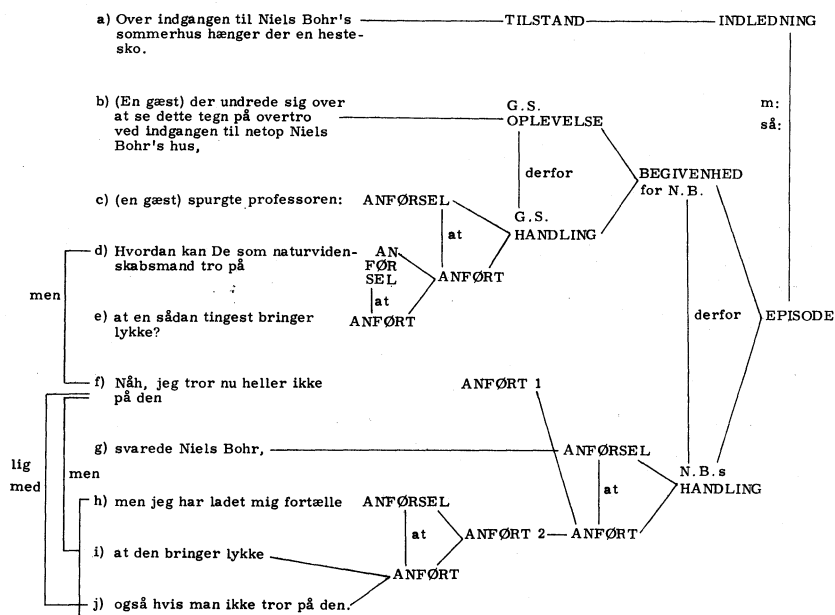 a) Over indgangen til Niels Bohr's TILSTAND INDLEDNING
sommerhus hænger der en heste-
sko.
b) (En gæst) der undrede sig over G.S. m:
at se dette tegn på overtro OPLEVELSE så:
ved indgangen til netop Niels
Bohr's hus,
derfor BEGIVENHED
for N.B.
c) (en gæst) spurgte professoren: ANFØRSEL
G.S.
at HANDLING
d) Hvordan kan De som naturviden- AN
skabsmand tro på FØR
SEL ANFØRT
men at
e) at en sådan tingest bringer ANFØRT derfor EPISODE
lykke?
f) Nåh, jeg tror nu heller ikke ANFØRT 1
på den
g) svarede Niels Bohr, ANFØRSEL
lig men N.B.s
med at HANDLING
h) men jeg har ladet mig fortælle ANFØRSEL
at ANFØRT 2 ANFØRT
i) at den bringer lykke
ANFØRT
j) også hvis man ikke tror på den.